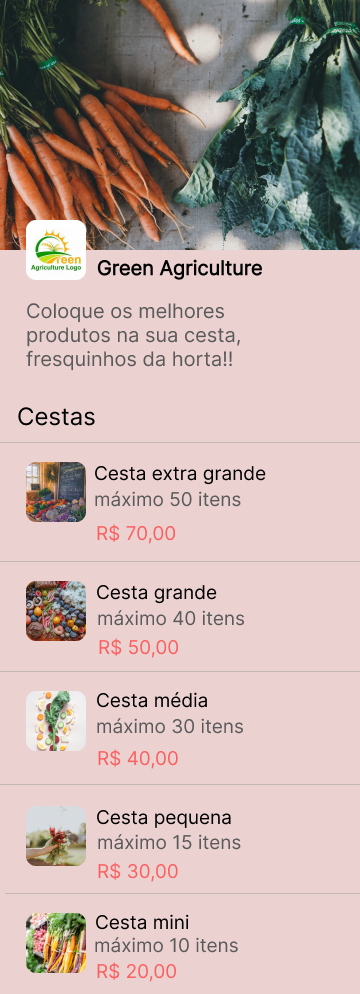 Green
Agriculture Logo
Green Agriculture
Coloque os melhores
produtos na sua cesta,
fresquinhos da horta!!
Cestas
Cesta extra grande
máximo 50 itens
R$ 70,00
Cesta grande
máximo 40 itens
R$ 50,00
Cesta média
máximo 30 itens
R$ 40,00
Cesta pequena
máximo 15 itens
R$ 30,00
Cesta mini
máximo 10 itens
R$ 20,00